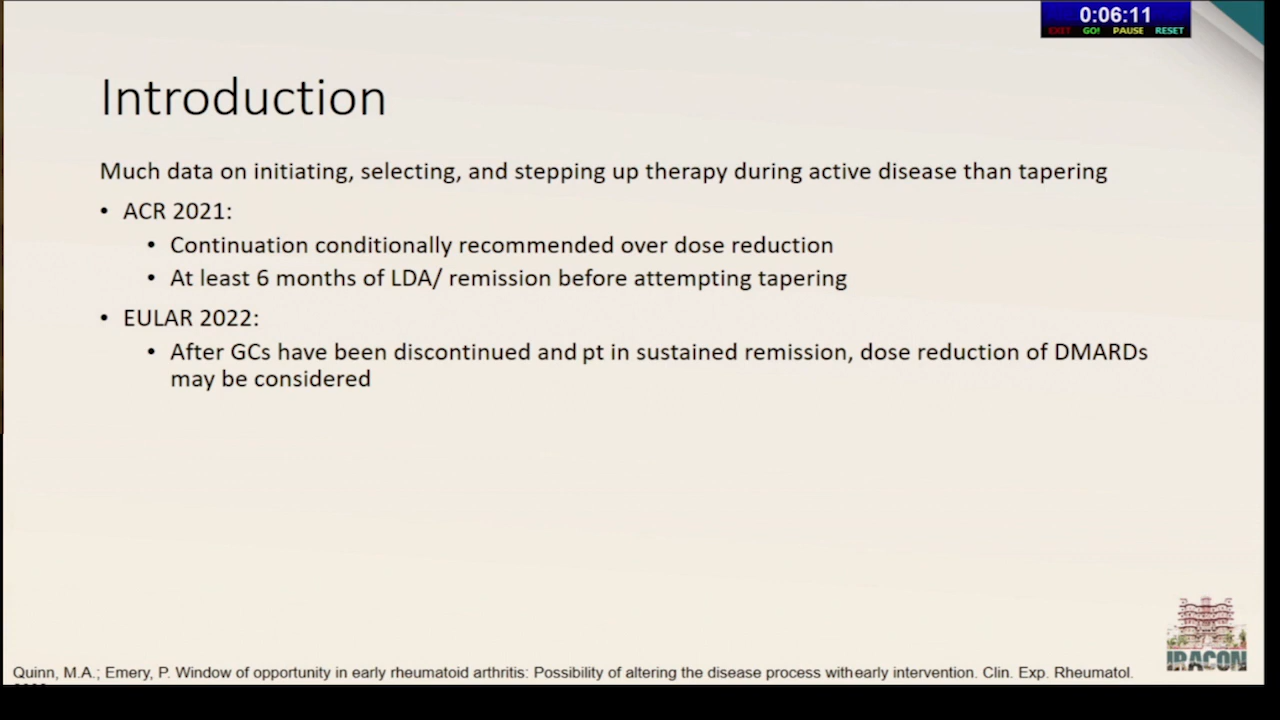 0:06:11
EXIT GO! PAUSE RESET
Introduction
Much data on initiating, selecting, and stepping up therapy during active disease than tapering
• ACR 2021:
• Continuation conditionally recommended over dose reduction
• At least 6 months of LDA/ remission before attempting tapering
• EULAR 2022:
• After GCs have been discontinued and pt in sustained remission, dose reduction of DMARDs
may be considered
IRACON
Quinn, M.A.; Emery, P. Window of opportunity in early rheumatoid arthritis: Possibility of altering the disease process with early intervention. Clin. Exp. Rheumatol.